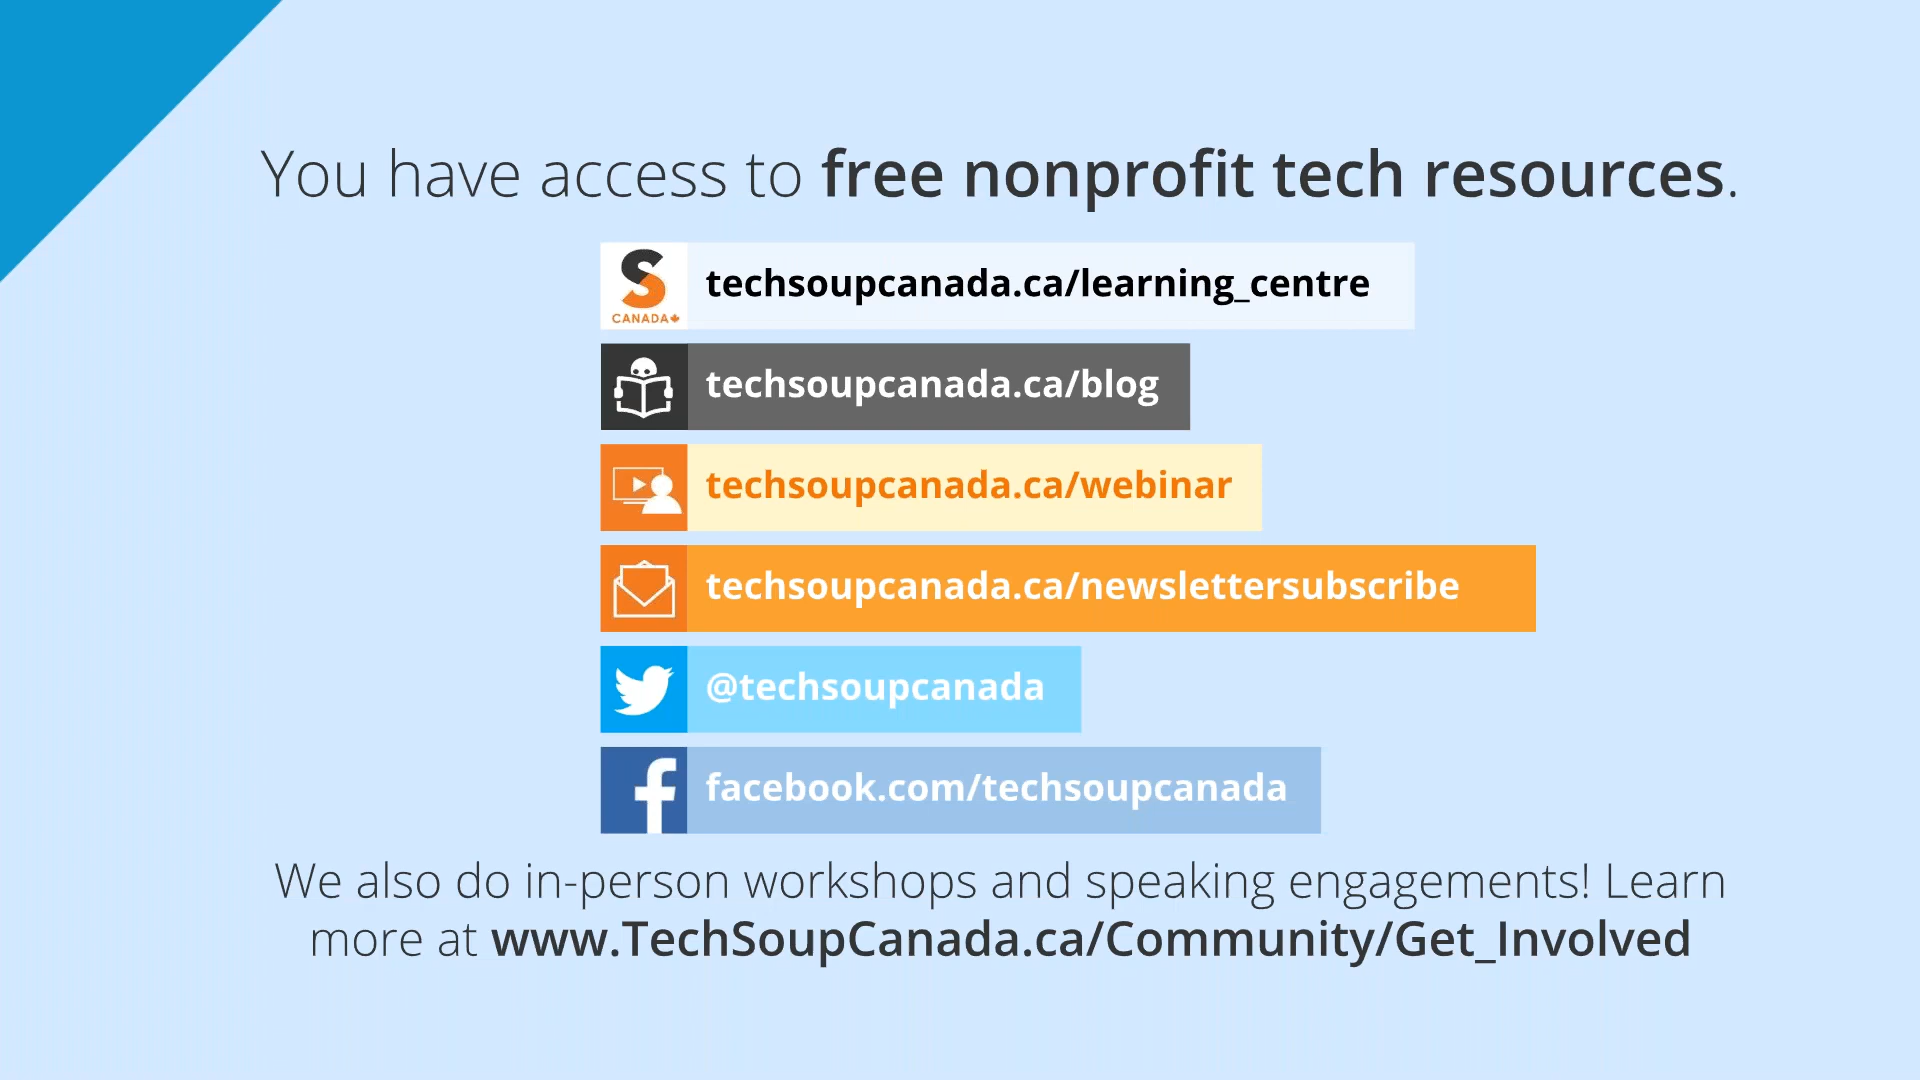 You have access to free nonprofit tech resources.
CANADA
techsoupcanada.ca/learning_centre
techsoupcanada.ca/blog
techsoupcanada.ca/webinar
techsoupcanada.ca/newslettersubscribe
@techsoupcanada
facebook.com/techsoupcanada
We also do in-person workshops and speaking engagements! Learn
more at www.TechSoupCanada.ca/Community/Get_Involved